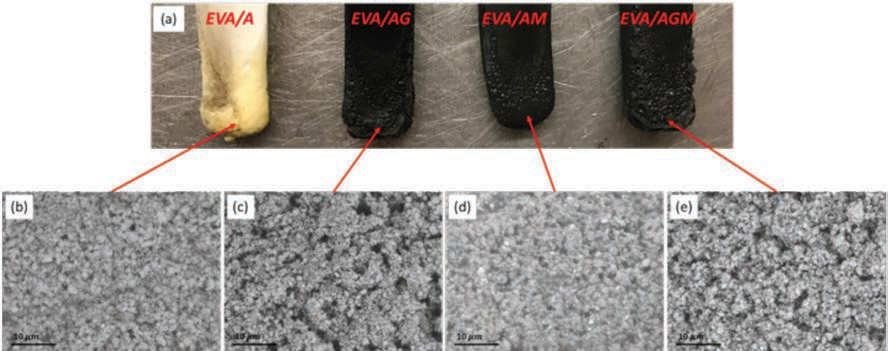 (a) EVA/A EVA/AG EVA/AM EVA/AGM
(b) (c) (d) (e)
10 µm 10 µm 10 µm 10 µm